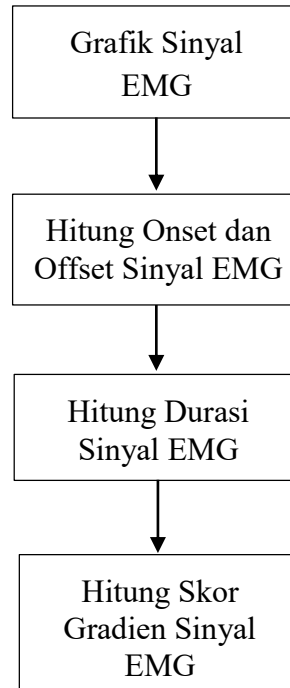 Grafik Sinyal
EMG
Hitung Onset dan
Offset Sinyal EMG
Hitung Durasi
Sinyal EMG
Hitung Skor
Gradien Sinyal
EMG